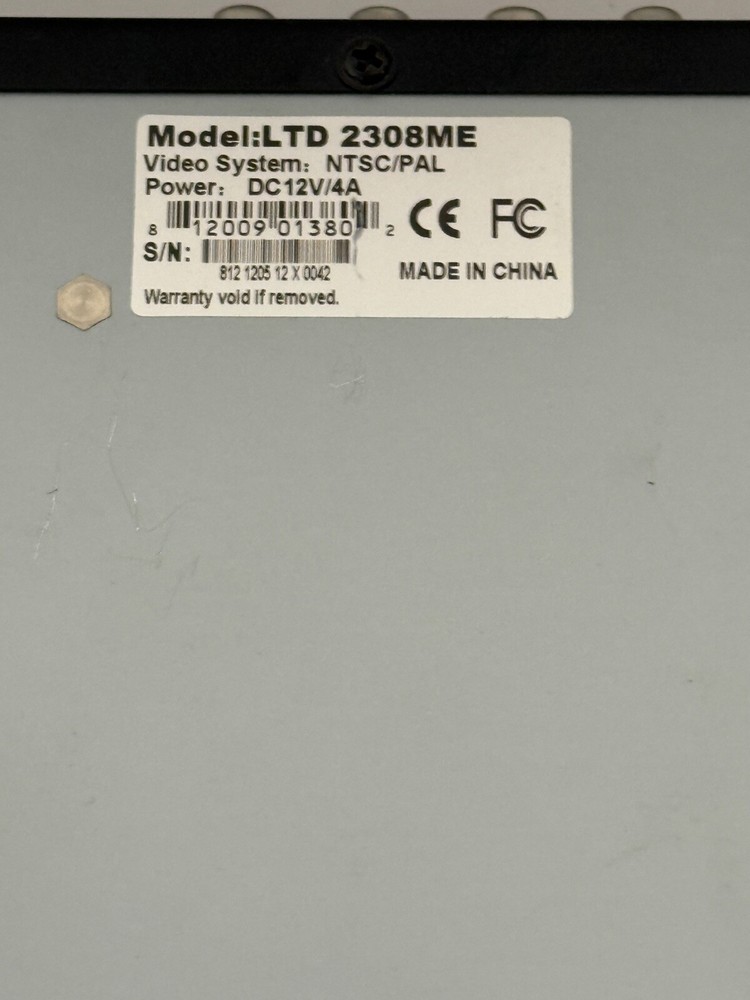 Model:LTD 2308ME
Video System: NTSC/PAL
Power: DC12V/4A
8 12009 01380 2
CE FC
S/N:
812 1205 12 X 0042
MADE IN CHINA
Warranty void if removed.